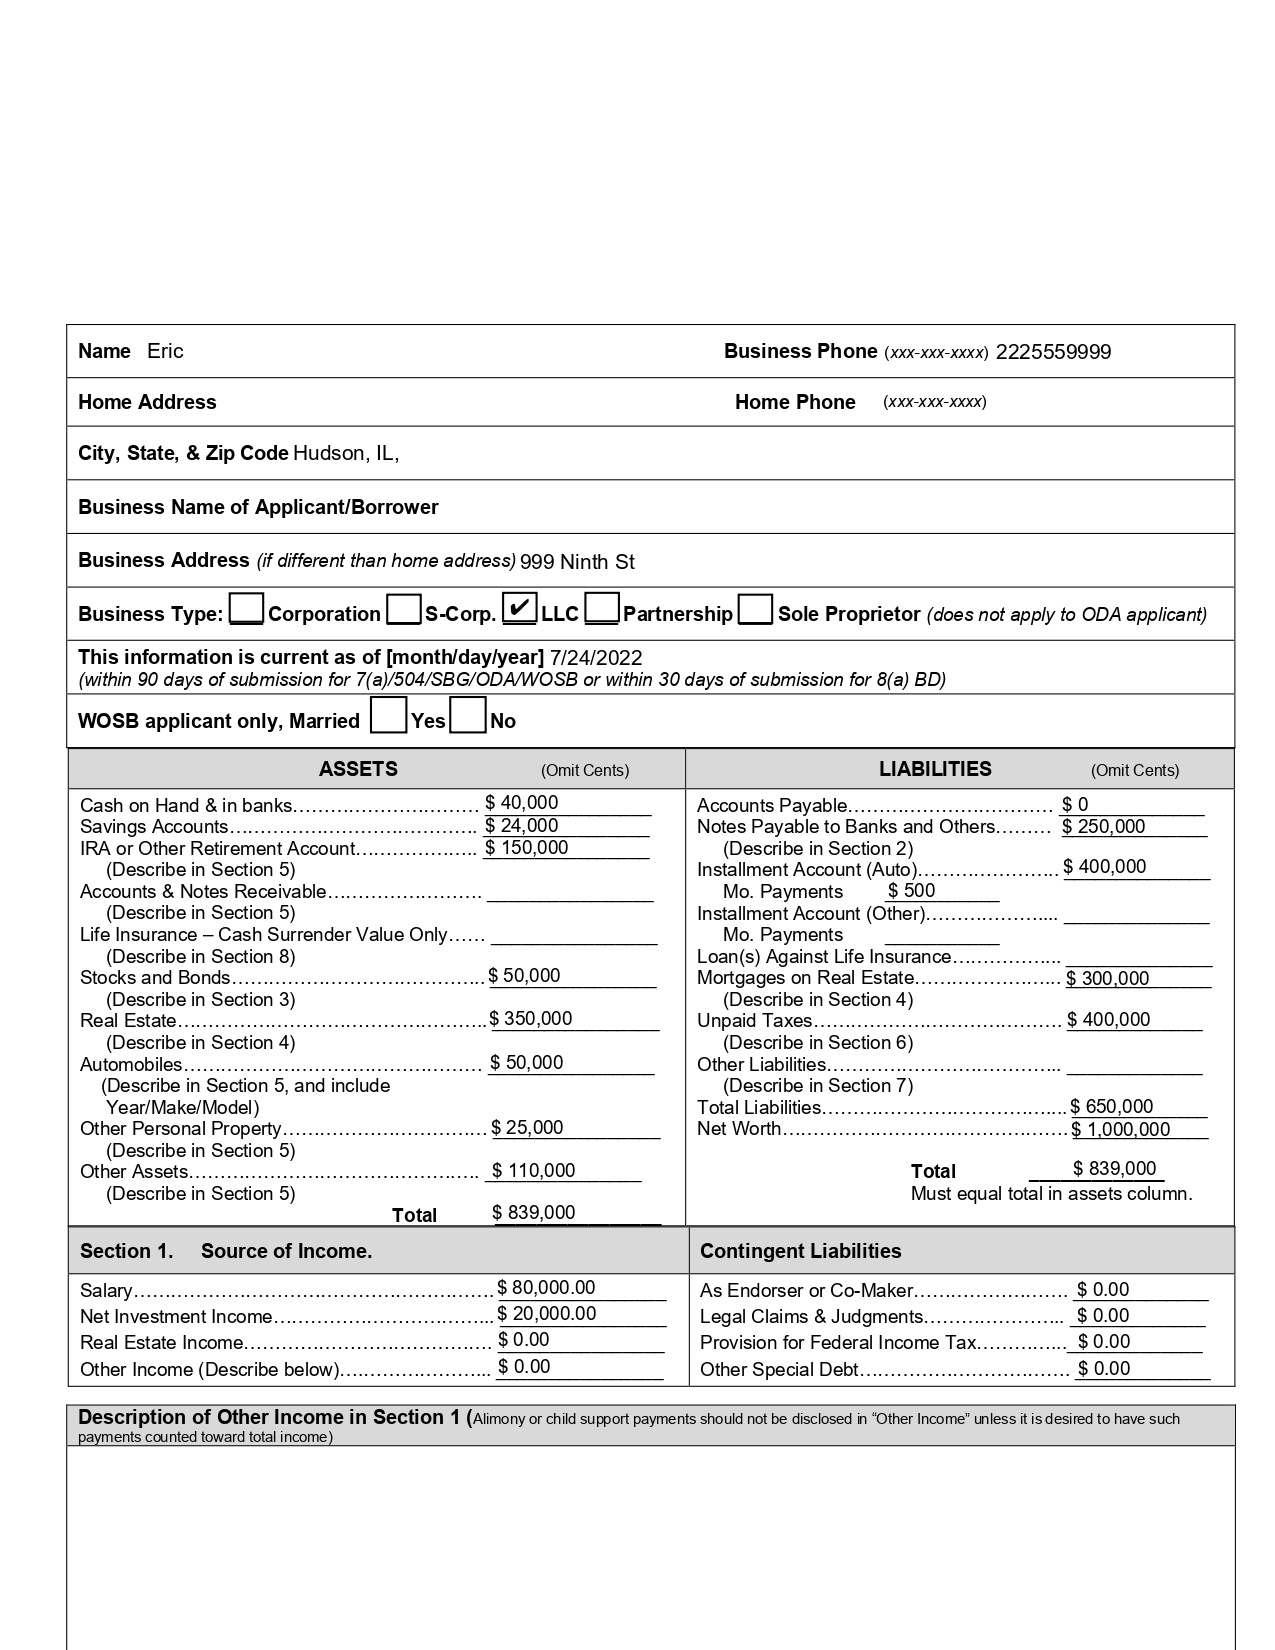 Name Eric Business Phone (xxx-xxx-xxxx) 2225559999
Home Address Home Phone (xxx-xxx-xxxx)
City, State, & Zip Code Hudson, IL,
Business Name of Applicant/Borrower
Business Address (if different than home address) 999 Ninth St
Business Type: Corporation S-Corp. ✔ LLC Partnership Sole Proprietor (does not apply to ODA applicant)
This information is current as of [month/day/year] 7/24/2022
(within 90 days of submission for 7(a)/504/SBG/ODA/WOSB or within 30 days of submission for 8(a) BD)
WOSB applicant only, Married Yes No
ASSETS (Omit Cents)
Cash on Hand & in banks……………………………… $ 40,000
Savings Accounts……………………………………….. $ 24,000
IRA or Other Retirement Account………………….. $ 150,000
(Describe in Section 5)
Accounts & Notes Receivable………………………… ________________
(Describe in Section 5)
Life Insurance – Cash Surrender Value Only…… ________________
(Describe in Section 8)
Stocks and Bonds………………………………………... $ 50,000
(Describe in Section 3)
Real Estate………………………………………………….. $ 350,000
(Describe in Section 4)
Automobiles………………………………………………… $ 50,000
(Describe in Section 5, and include
Year/Make/Model)
Other Personal Property………………………………… $ 25,000
(Describe in Section 5)
Other Assets……………………………………………….. $ 110,000
(Describe in Section 5)
Total $ 839,000
LIABILITIES (Omit Cents)
Accounts Payable………………………………… $ 0
Notes Payable to Banks and Others……… $ 250,000
(Describe in Section 2)
Installment Account (Auto)…………………….. $ 400,000
Mo. Payments $ 500
Installment Account (Other)………………….... ______________
Mo. Payments ___________
Loan(s) Against Life Insurance……………….. ______________
Mortgages on Real Estate……………………... $ 300,000
(Describe in Section 4)
Unpaid Taxes………………………………………… $ 400,000
(Describe in Section 6)
Other Liabilities……………………………………... _____________
(Describe in Section 7)
Total Liabilities……………………………………….. $ 650,000
Net Worth……………………………………………… $ 1,000,000
Total $ 839,000
Must equal total in assets column.
Section 1. Source of Income.
Salary…………………………………………………………… $ 80,000.00
Net Investment Income…………………………………... $ 20,000.00
Real Estate Income………………………………………. $ 0.00
Other Income (Describe below)……………………... $ 0.00
Contingent Liabilities
As Endorser or Co-Maker………………………… $ 0.00
Legal Claims & Judgments……………………... $ 0.00
Provision for Federal Income Tax……………... $ 0.00
Other Special Debt…………………………………. $ 0.00
Description of Other Income in Section 1 (Alimony or child support payments should not be disclosed in “Other Income” unless it is desired to have such
payments counted toward total income)